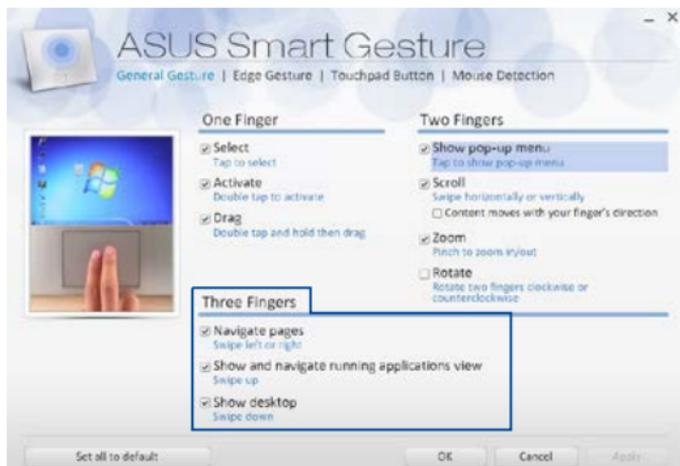 ASUS Smart Gesture
General Gesture | Edge Gesture | Touchpad Button | Mouse Detection
One Finger
Select
Tap to select
Activate
Double tap to activate
Drag
Double tap and hold then drag
Two Fingers
Show pop-up menu
Tap to show pop-up menu
Scroll
Swipe horizontally or vertically
Content moves with your finger's direction
Zoom
Pinch to zoom in/out
Rotate
Rotate two fingers clockwise or
counterclockwise
Three Fingers
Navigate pages
Swipe left or right
Show and navigate running applications view
Swipe up
Show desktop
Swipe down
Set all to default
OK
Cancel
Apply